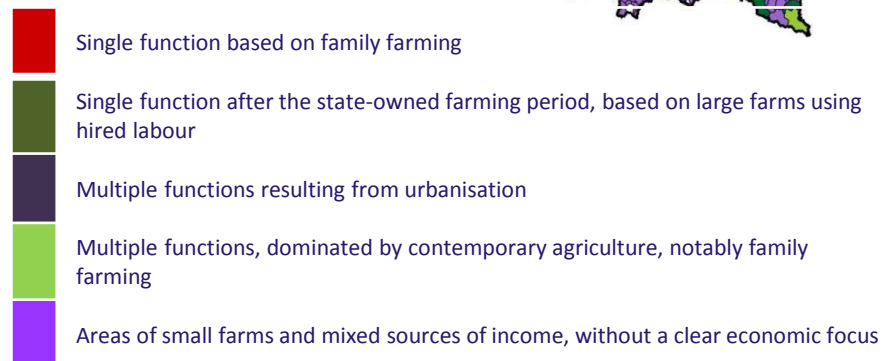 Single function based on family farming
Single function after the state-owned farming period, based on large farms using
hired labour
Multiple functions resulting from urbanisation
Multiple functions, dominated by contemporary agriculture, notably family
farming
Areas of small farms and mixed sources of income, without a clear economic focus